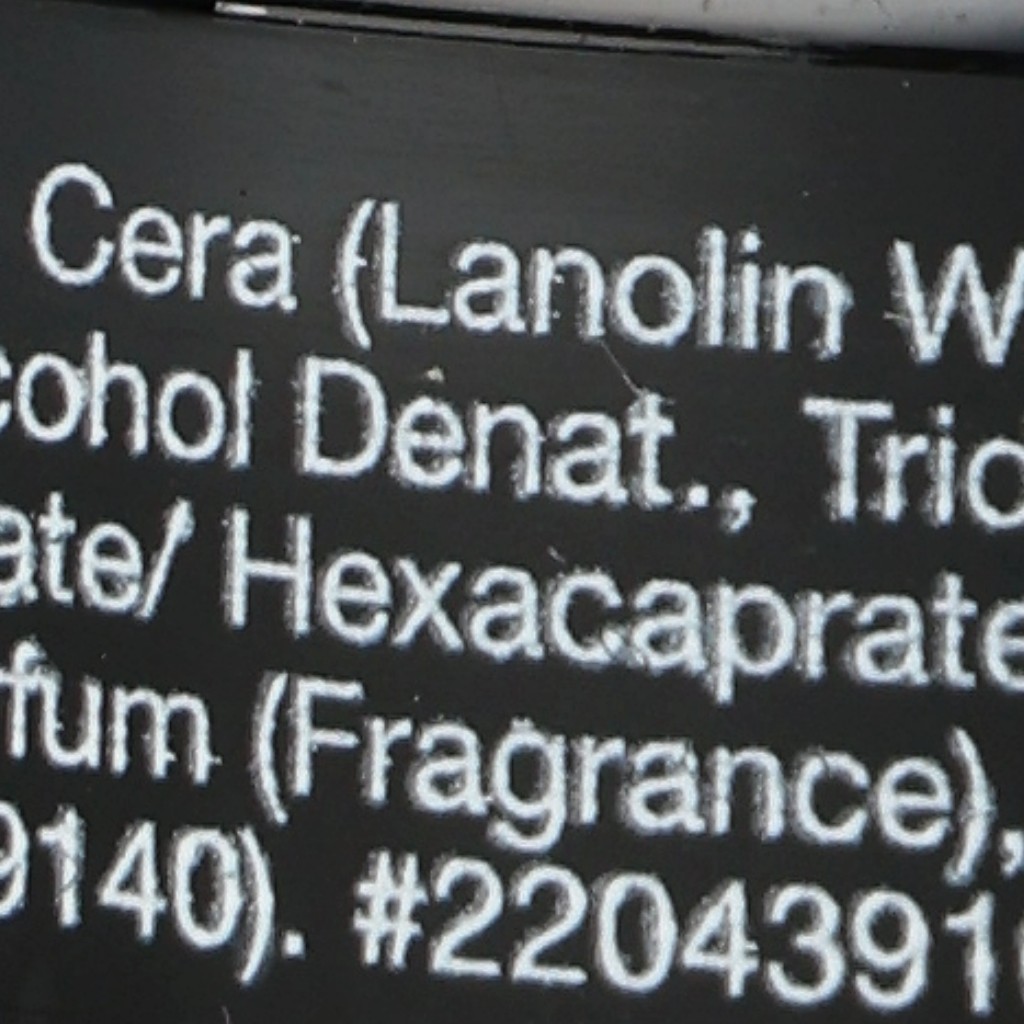 Cera (Lanolin W
cohol Denat., Tric
ate/ Hexacaprate
fum (Fragrance),
9140). #2204391